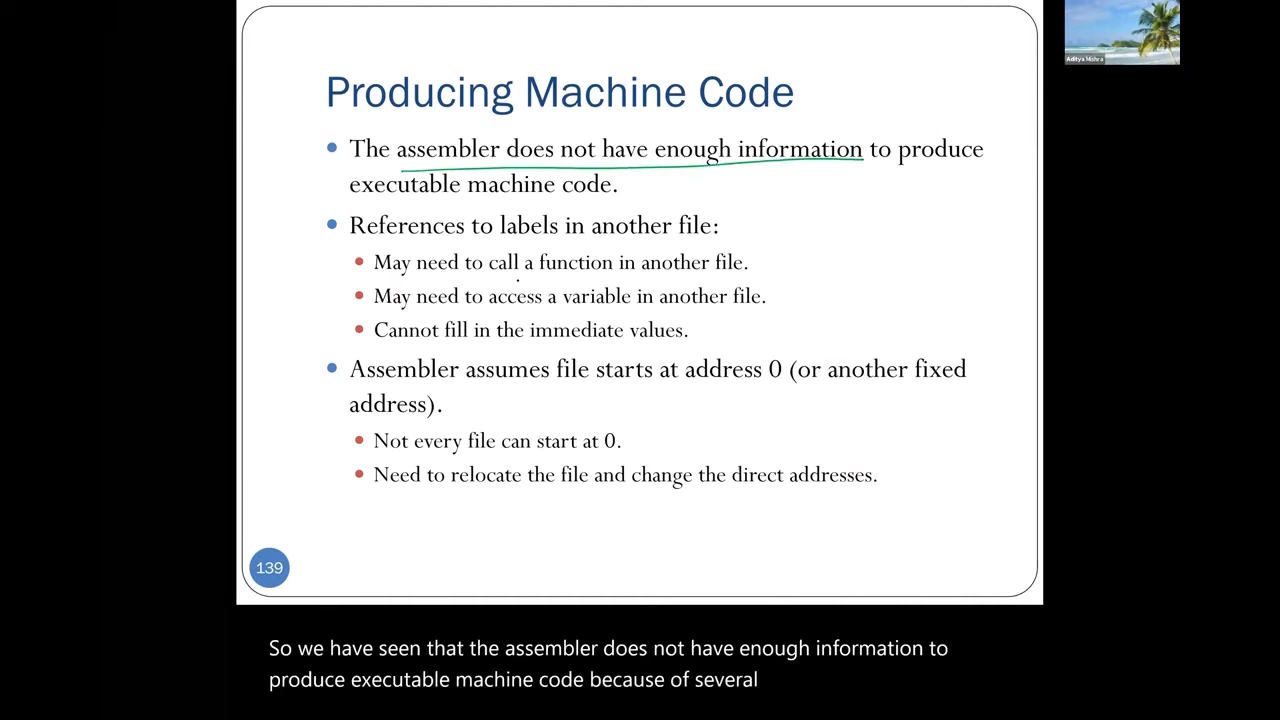 Aditya Mishra
Producing Machine Code
• The assembler does not have enough information to produce
executable machine code.
• References to labels in another file:
• May need to call a function in another file.
• May need to access a variable in another file.
• Cannot fill in the immediate values.
• Assembler assumes file starts at address 0 (or another fixed
address).
• Not every file can start at 0.
• Need to relocate the file and change the direct addresses.
139
So we have seen that the assembler does not have enough information to
produce executable machine code because of several